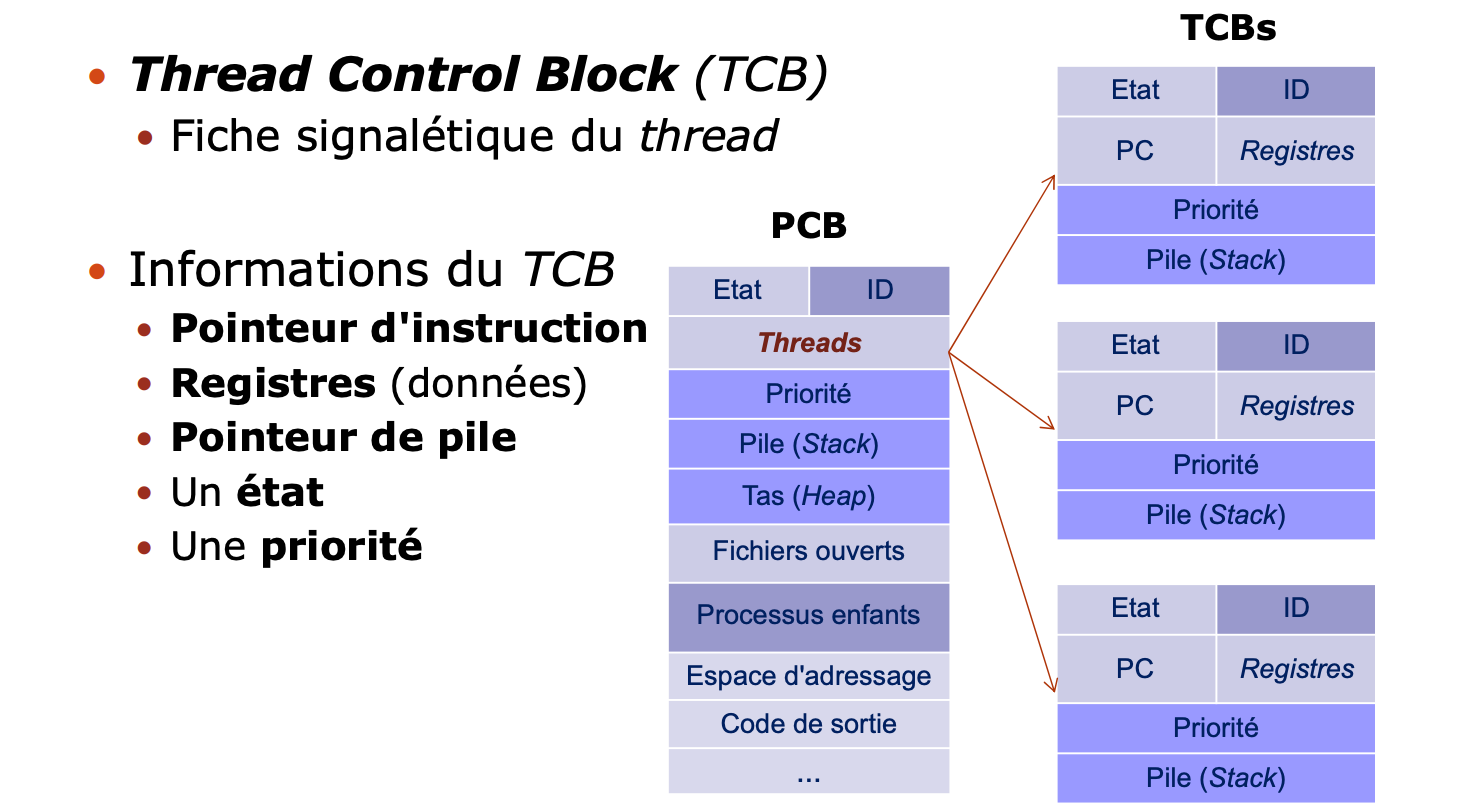 Thread Control Block (TCB)
Fiche signalétique du thread
Informations du TCB
Pointeur d'instruction
Registres (données)
Pointeur de pile
Un état
Une priorité
PCB
Etat ID
Threads
Priorité
Pile (Stack)
Tas (Heap)
Fichiers ouverts
Processus enfants
Espace d'adressage
Code de sortie
...
TCBs
Etat ID
PC Registres
Priorité
Pile (Stack)
Etat ID
PC Registres
Priorité
Pile (Stack)
Etat ID
PC Registres
Priorité
Pile (Stack)